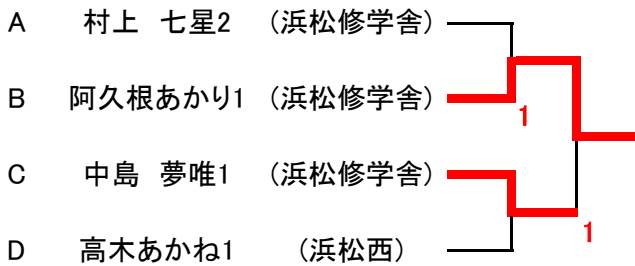 A 村上 七星2 (浜松修学舎)
B 阿久根あかり1 (浜松修学舎)
1
C 中島 夢唯1 (浜松修学舎)
1
D 高木あかね1 (浜松西)